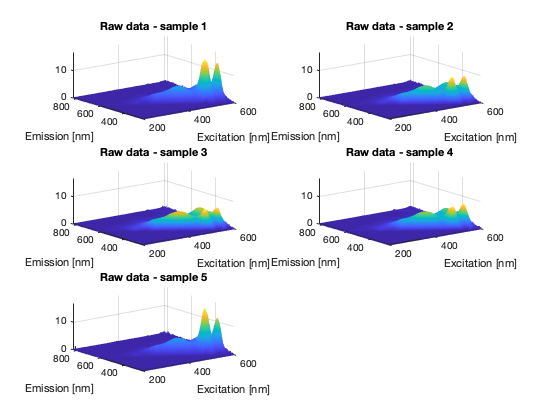 Raw data - sample 1
Raw data - sample 2
10
0
800
600
400
200
400
600
Emission [nm]
Excitation [nm]
10
0
800
600
400
200
400
600
Emission [nm]
Excitation [nm]
Raw data - sample 3
Raw data - sample 4
10
0
800
600
400
200
400
600
Emission [nm]
Excitation [nm]
10
0
800
600
400
200
400
600
Emission [nm]
Excitation [nm]
Raw data - sample 5
10
0
800
600
400
200
400
600
Emission [nm]
Excitation [nm]